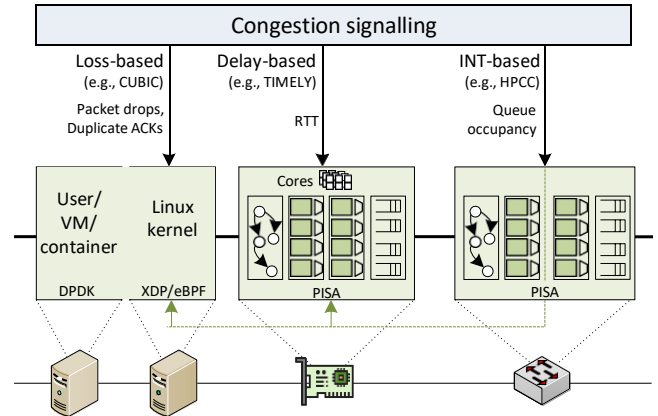 Congestion signalling
Loss-based
(e.g., CUBIC)
Packet drops,
Duplicate ACKs
Delay-based
(e.g., TIMELY)
RTT
INT-based
(e.g., HPCC)
Queue
occupancy
User/
VM/
container
DPDK
Linux
kernel
XDP/eBPF
Cores
PISA
PISA